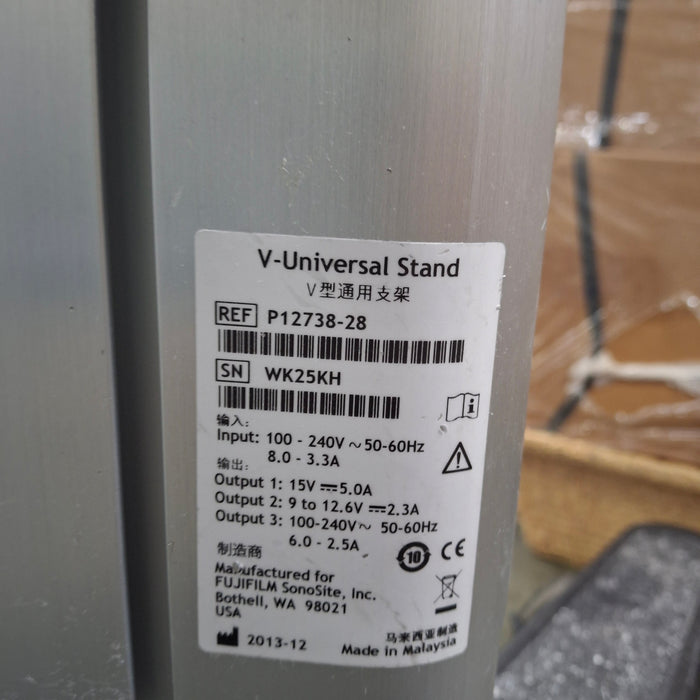 V-Universal Stand
V型通用支架
REF P12738-28
SN WK25KH
输入:
Input: 100 - 240V ~ 50-60Hz
8.0 - 3.3A
输出:
Output 1: 15V ⎓ 5.0A
Output 2: 9 to 12.6V ⎓ 2.3A
Output 3: 100-240V~ 50-60Hz
6.0 - 2.5A
10 CE
制造商
Manufactured for
FUJIFILM SonoSite, Inc.
Bothell, WA 98021
USA
2013-12
马来西亚制造
Made in Malaysia